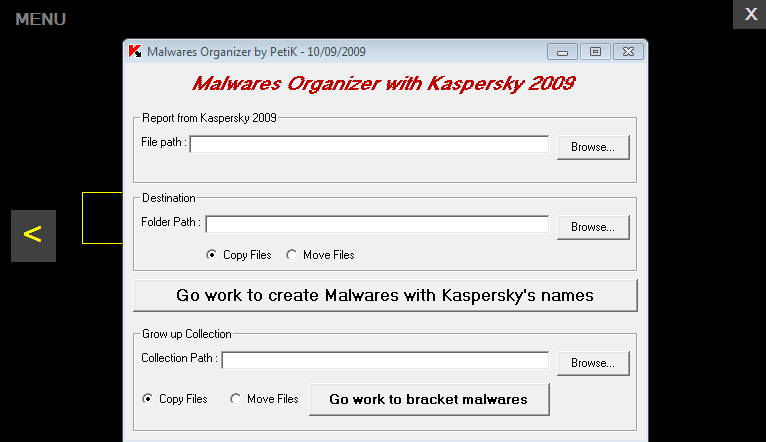 MENU
X
Malwares Organizer by PetiK - 10/09/2009
Malwares Organizer with Kaspersky 2009
Report from Kaspersky 2009
File path :
Browse...
Destination
Folder Path :
Browse...
Copy Files
Move Files
Go work to create Malwares with Kaspersky's names
Grow up Collection
Collection Path :
Browse...
Copy Files
Move Files
Go work to bracket malwares
<